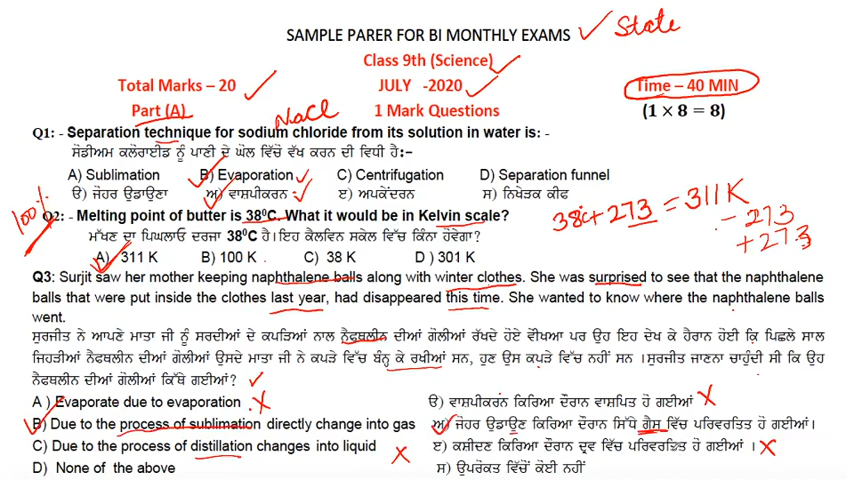 SAMPLE PARER FOR BI MONTHLY EXAMS State
Class 9th (Science)
Total Marks – 20 JULY -2020 Time – 40 MIN
Part (A) NaCl 1 Mark Questions (1 × 8 = 8)
Q1: - Separation technique for sodium chloride from its solution in water is: -
ਸੋਡੀਅਮ ਕਲੋਰਾਈਡ ਨੂੰ ਪਾਣੀ ਦੇ ਘੋਲ ਵਿੱਚੋਂ ਵੱਖ ਕਰਨ ਦੀ ਵਿਧੀ ਹੈ:-
A) Sublimation B) Evaporation C) Centrifugation D) Separation funnel
ੳ) ਜੋਹਰ ਉਡਾਉਣਾ ਅ) ਵਾਸ਼ਪੀਕਰਨ ੲ) ਅਪਕੇਂਦਰਨ ਸ) ਨਿਖੇੜਕ ਕੀਫ
100% Q2: - Melting point of butter is 38⁰C. What it would be in Kelvin scale? 38c + 273 = 311 K
- 273
ਮੱਖਣ ਦਾ ਪਿਘਲਾਓ ਦਰਜਾ 38⁰C ਹੈ।ਇਹ ਕੈਲਵਿਨ ਸਕੇਲ ਵਿੱਚ ਕਿੰਨਾ ਹੋਵੇਗਾ? + 273
A) 311 K B) 100 K . C) 38 K D ) 301 K
Q3: Surjit saw her mother keeping naphthalene balls along with winter clothes. She was surprised to see that the naphthalene
balls that were put inside the clothes last year, had disappeared this time. She wanted to know where the naphthalene balls
went.
ਸੁਰਜੀਤ ਨੇ ਆਪਣੇ ਮਾਤਾ ਜੀ ਨੂੰ ਸਰਦੀਆਂ ਦੇ ਕਪੜਿਆਂ ਨਾਲ ਨੈਫਥਲੀਨ ਦੀਆਂ ਗੋਲੀਆਂ ਰੱਖਦੇ ਹੋਏ ਵੇਖਿਆ ਪਰ ਉਹ ਇਹ ਦੇਖ ਕੇ ਹੈਰਾਨ ਹੋਈ ਕਿ ਪਿਛਲੇ ਸਾਲ
ਜਿਹੜੀਆਂ ਨੈਫਥਲੀਨ ਦੀਆਂ ਗੋਲੀਆਂ ਉਸਦੇ ਮਾਤਾ ਜੀ ਨੇ ਕਪੜੇ ਵਿੱਚ ਬੰਨ੍ਹ ਕੇ ਰਖੀਆਂ ਸਨ, ਹੁਣ ਉਸ ਕਪੜੇ ਵਿੱਚ ਨਹੀਂ ਸਨ ।ਸੁਰਜੀਤ ਜਾਣਨਾ ਚਾਹੁੰਦੀ ਸੀ ਕਿ ਉਹ
ਨੈਫਥਲੀਨ ਦੀਆਂ ਗੋਲੀਆਂ ਕਿੱਥੇ ਗਈਆਂ?
A ) Evaporate due to evaporation . ੳ) ਵਾਸ਼ਪੀਕਰਨ ਕਿਰਿਆ ਦੌਰਾਨ ਵਾਸ਼ਪਿਤ ਹੋ ਗਈਆਂ
B) Due to the process of sublimation directly change into gas ਅ) ਜੋਹਰ ਉਡਾਉਣ ਕਿਰਿਆ ਦੌਰਾਨ ਸਿੱਧੇ ਗੈਸ ਵਿੱਚ ਪਰਿਵਰਤਿਤ ਹੋ ਗਈਆਂ।
C) Due to the process of distillation changes into liquid ੲ) ਕਸ਼ੀਦਣ ਕਿਰਿਆ ਦੌਰਾਨ ਦ੍ਰਵ ਵਿੱਚ ਪਰਿਵਰਤਿਤ ਹੋ ਗਈਆਂ ।
D) None of the above ਸ) ਉਪਰੋਕਤ ਵਿੱਚੋਂ ਕੋਈ ਨਹੀਂ